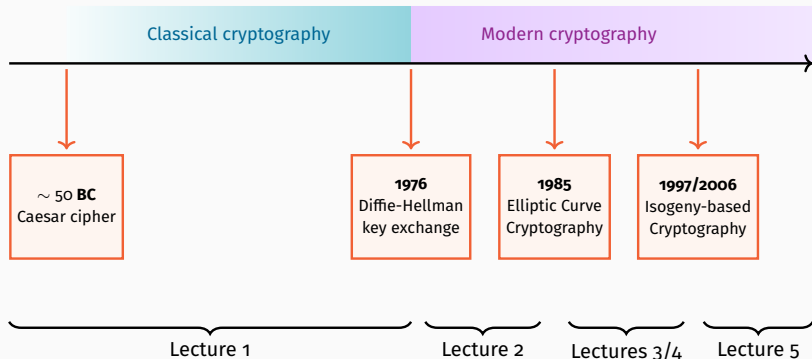 Classical cryptography
Modern cryptography
∼ 50 BC
Caesar cipher
1976
Diffie-Hellman
key exchange
1985
Elliptic Curve
Cryptography
1997/2006
Isogeny-based
Cryptography
Lecture 1
Lecture 2
Lectures 3/4
Lecture 5